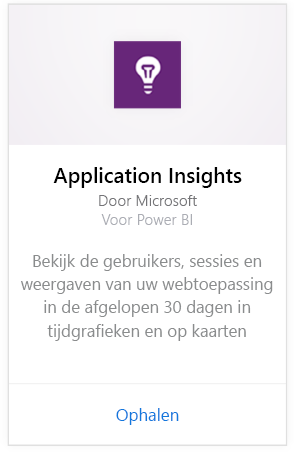 Application Insights
Door Microsoft
Voor Power BI
Bekijk de gebruikers, sessies en
weergaven van uw webtoepassing
in de afgelopen 30 dagen in
tijdgrafieken en op kaarten
Ophalen